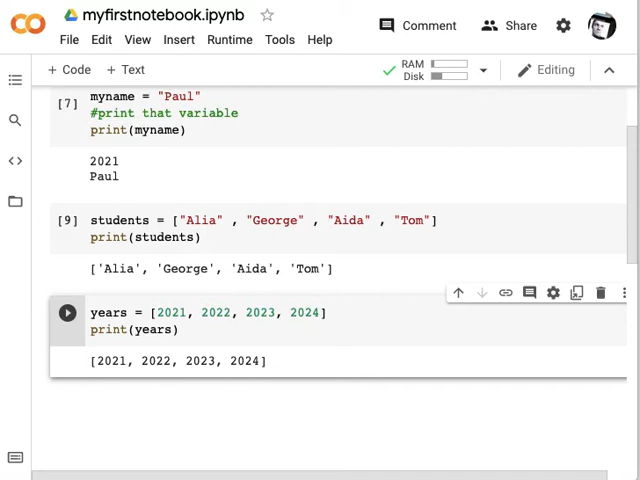 myfirstnotebook.ipynb
Comment
Share
File Edit View Insert Runtime Tools Help
+ Code + Text
RAM
Disk
Editing
[7]
myname = "Paul"
#print that variable
print(myname)
2021
Paul
[9]
students = ["Alia" , "George" , "Aida" , "Tom"]
print(students)
['Alia', 'George', 'Aida', 'Tom']
years = [2021, 2022, 2023, 2024]
print(years)
[2021, 2022, 2023, 2024]